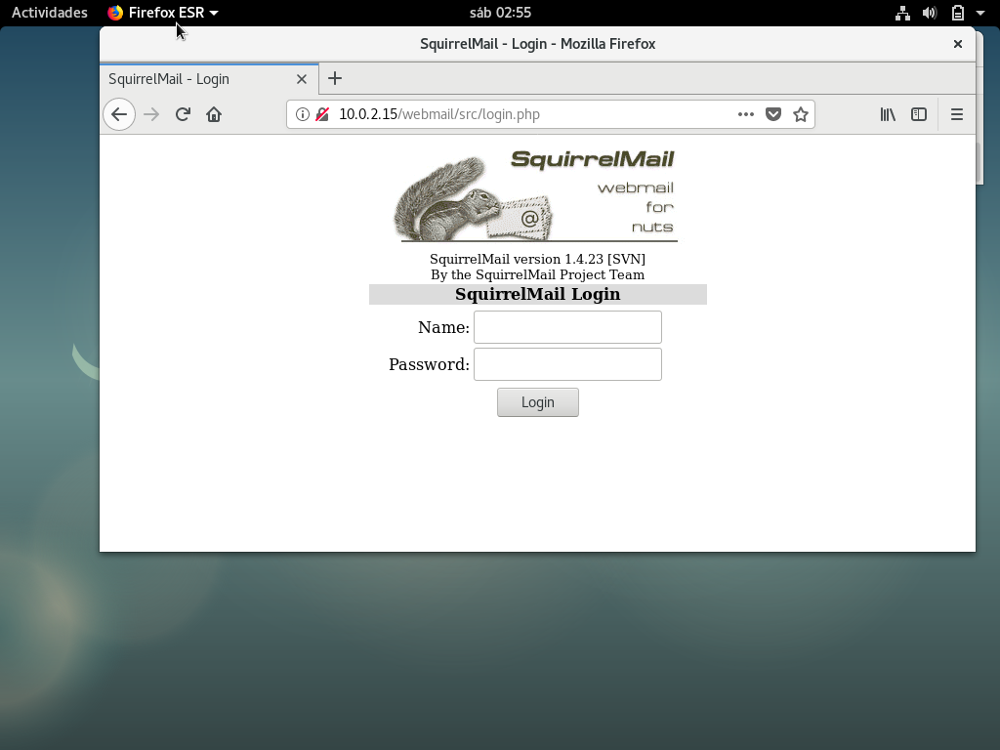 Actividades Firefox ESR sáb 02:55
SquirrelMail - Login - Mozilla Firefox
SquirrelMail - Login
10.0.2.15/webmail/src/login.php
SquirrelMail
webmail
for
nuts
@
SquirrelMail version 1.4.23 [SVN]
By the SquirrelMail Project Team
SquirrelMail Login
Name:
Password:
Login